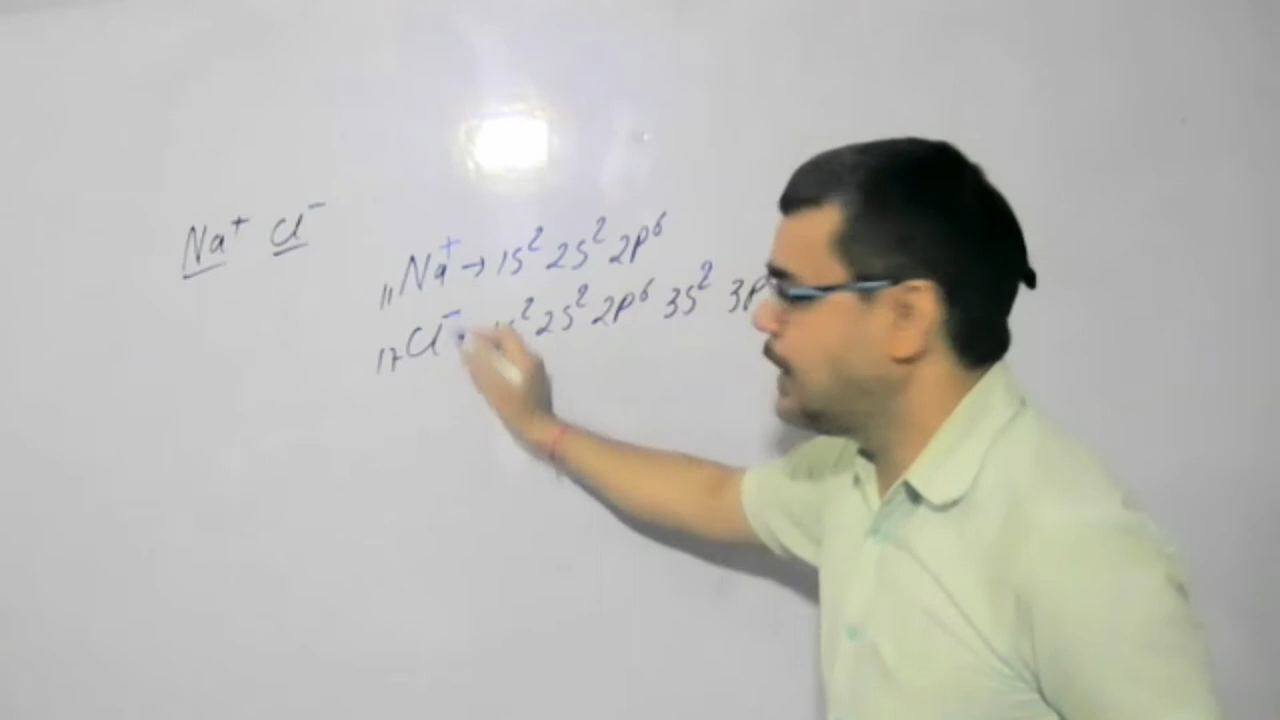 Na⁺ Cl⁻
₁₁Na⁺ → 1s² 2s² 2p⁶
₁₇Cl⁻ 2s² 2p⁶ 3s² 3p